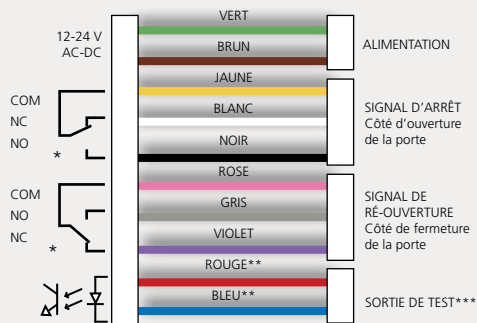 VERT
12-24 V
AC-DC
BRUN
ALIMENTATION
JAUNE
COM
NC
NO
*
BLANC
NOIR
SIGNAL D'ARRÊT
Côté d'ouverture
de la porte
ROSE
COM
NO
NC
*
GRIS
VIOLET
SIGNAL DE
RÉ-OUVERTURE
Côté de fermeture
de la porte
ROUGE**
BLEU**
SORTIE DE TEST***